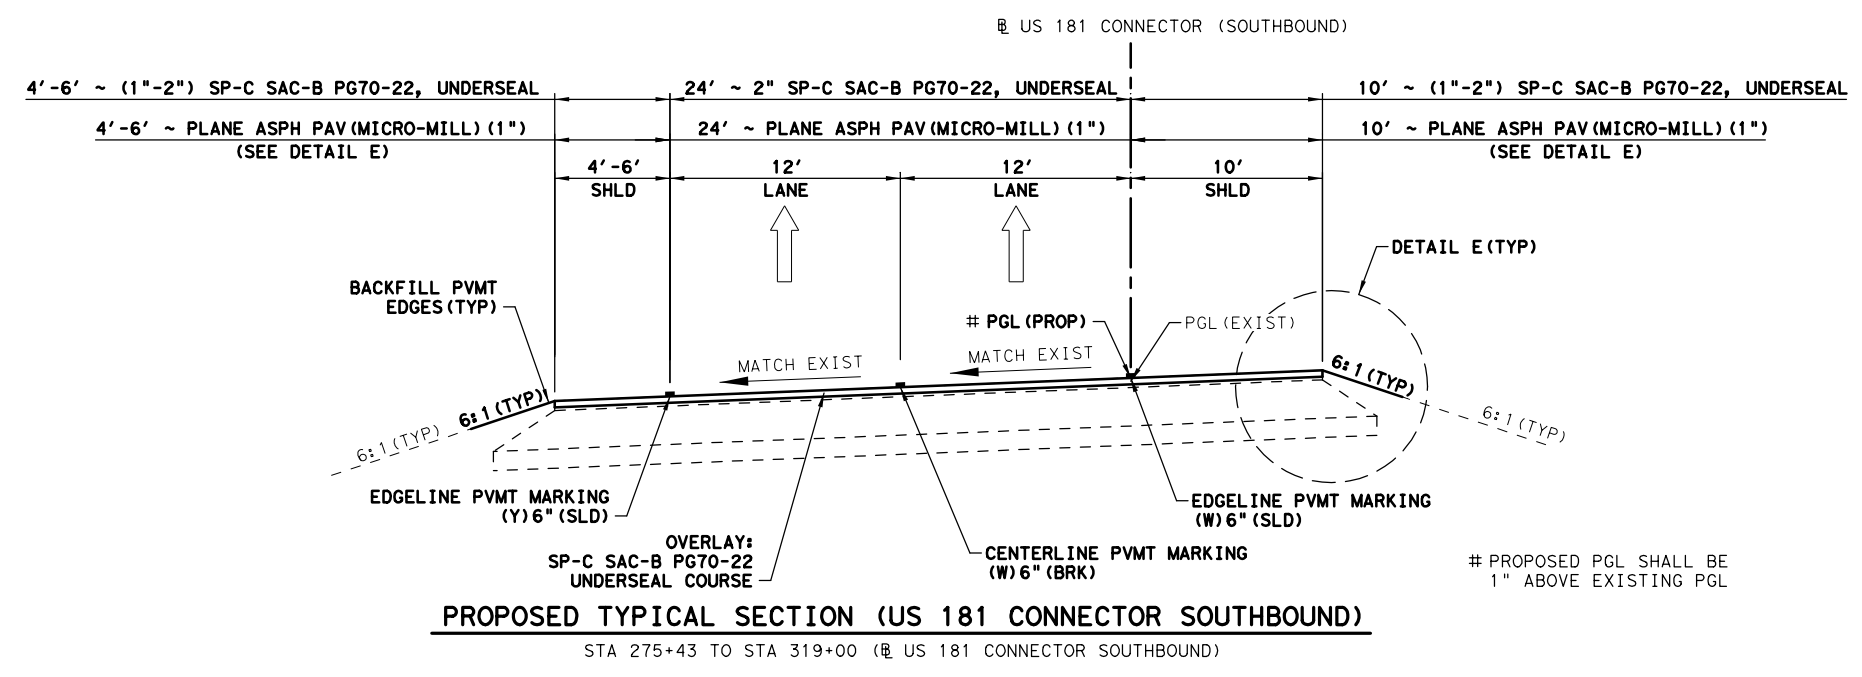 ℄ US 181 CONNECTOR (SOUTHBOUND)
4'-6' ~ (1"-2") SP-C SAC-B PG70-22, UNDERSEAL
24' ~ 2" SP-C SAC-B PG70-22, UNDERSEAL
10' ~ (1"-2") SP-C SAC-B PG70-22, UNDERSEAL
4'-6' ~ PLANE ASPH PAV(MICRO-MILL)(1")
(SEE DETAIL E)
24' ~ PLANE ASPH PAV(MICRO-MILL)(1")
10' ~ PLANE ASPH PAV(MICRO-MILL)(1")
(SEE DETAIL E)
4'-6'
SHLD
12'
LANE
12'
LANE
10'
SHLD
DETAIL E(TYP)
BACKFILL PVMT
EDGES(TYP)
# PGL(PROP)
PGL(EXIST)
MATCH EXIST
MATCH EXIST
6:1(TYP)
6:1(TYP)
6:1(TYP)
6:1(TYP)
EDGELINE PVMT MARKING
(Y)6"(SLD)
EDGELINE PVMT MARKING
(W)6"(SLD)
OVERLAY:
SP-C SAC-B PG70-22
UNDERSEAL COURSE
CENTERLINE PVMT MARKING
(W)6"(BRK)
# PROPOSED PGL SHALL BE
1" ABOVE EXISTING PGL
PROPOSED TYPICAL SECTION (US 181 CONNECTOR SOUTHBOUND)
STA 275+43 TO STA 319+00 (℄ US 181 CONNECTOR SOUTHBOUND)